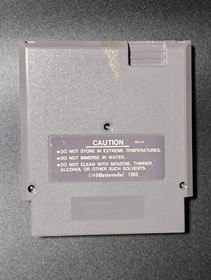 CAUTION
•DO NOT STORE IN EXTREME TEMPERATURES.
•DO NOT IMMERSE IN WATER.
•DO NOT CLEAN WITH BENZENE, THINNER,
ALCOHOL OR OTHER SUCH SOLVENTS.
©Nintendo 1985